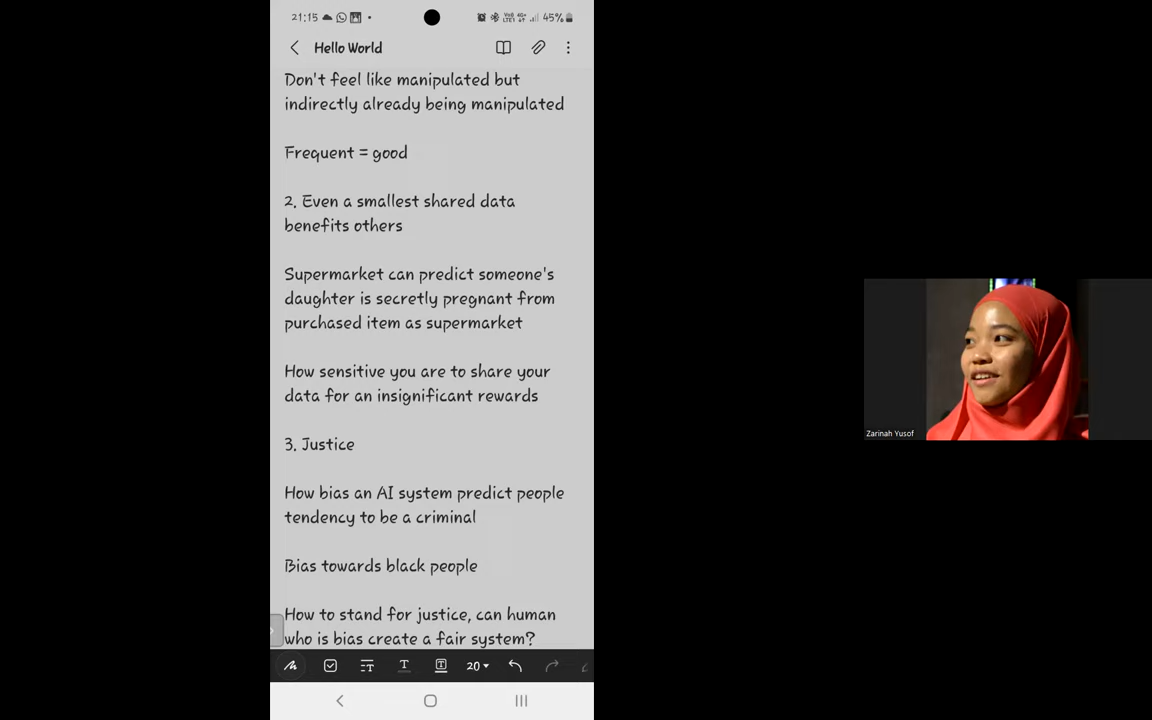 21:15
45%
Hello World
Don't feel like manipulated but
indirectly already being manipulated
Frequent = good
2. Even a smallest shared data
benefits others
Supermarket can predict someone's
daughter is secretly pregnant from
purchased item as supermarket
How sensitive you are to share your
data for an insignificant rewards
3. Justice
How bias an AI system predict people
tendency to be a criminal
Bias towards black people
How to stand for justice, can human
who is bias create a fair system?
20
Zarinah Yusof